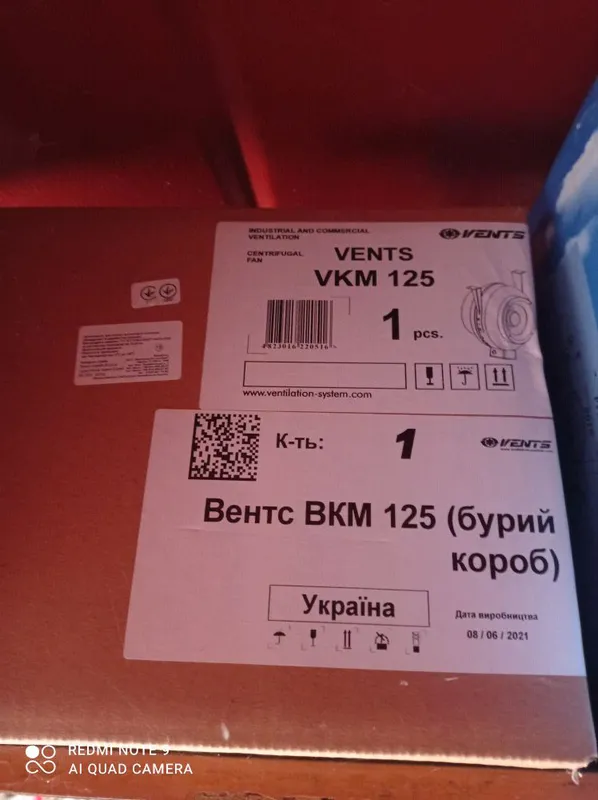 INDUSTRIAL AND COMMERCIAL
VENTILATION
VENTS
CENTRIFUGAL
FAN
VENTS
VKM 125
1 pcs.
4823016220516
www.ventilation-system.com
К-ть: 1
VENTS
Вентс ВКМ 125 (бурий
короб)
Україна
Дата виробництва
08 / 06 / 2021
REDMI NOTE 9
AI QUAD CAMERA